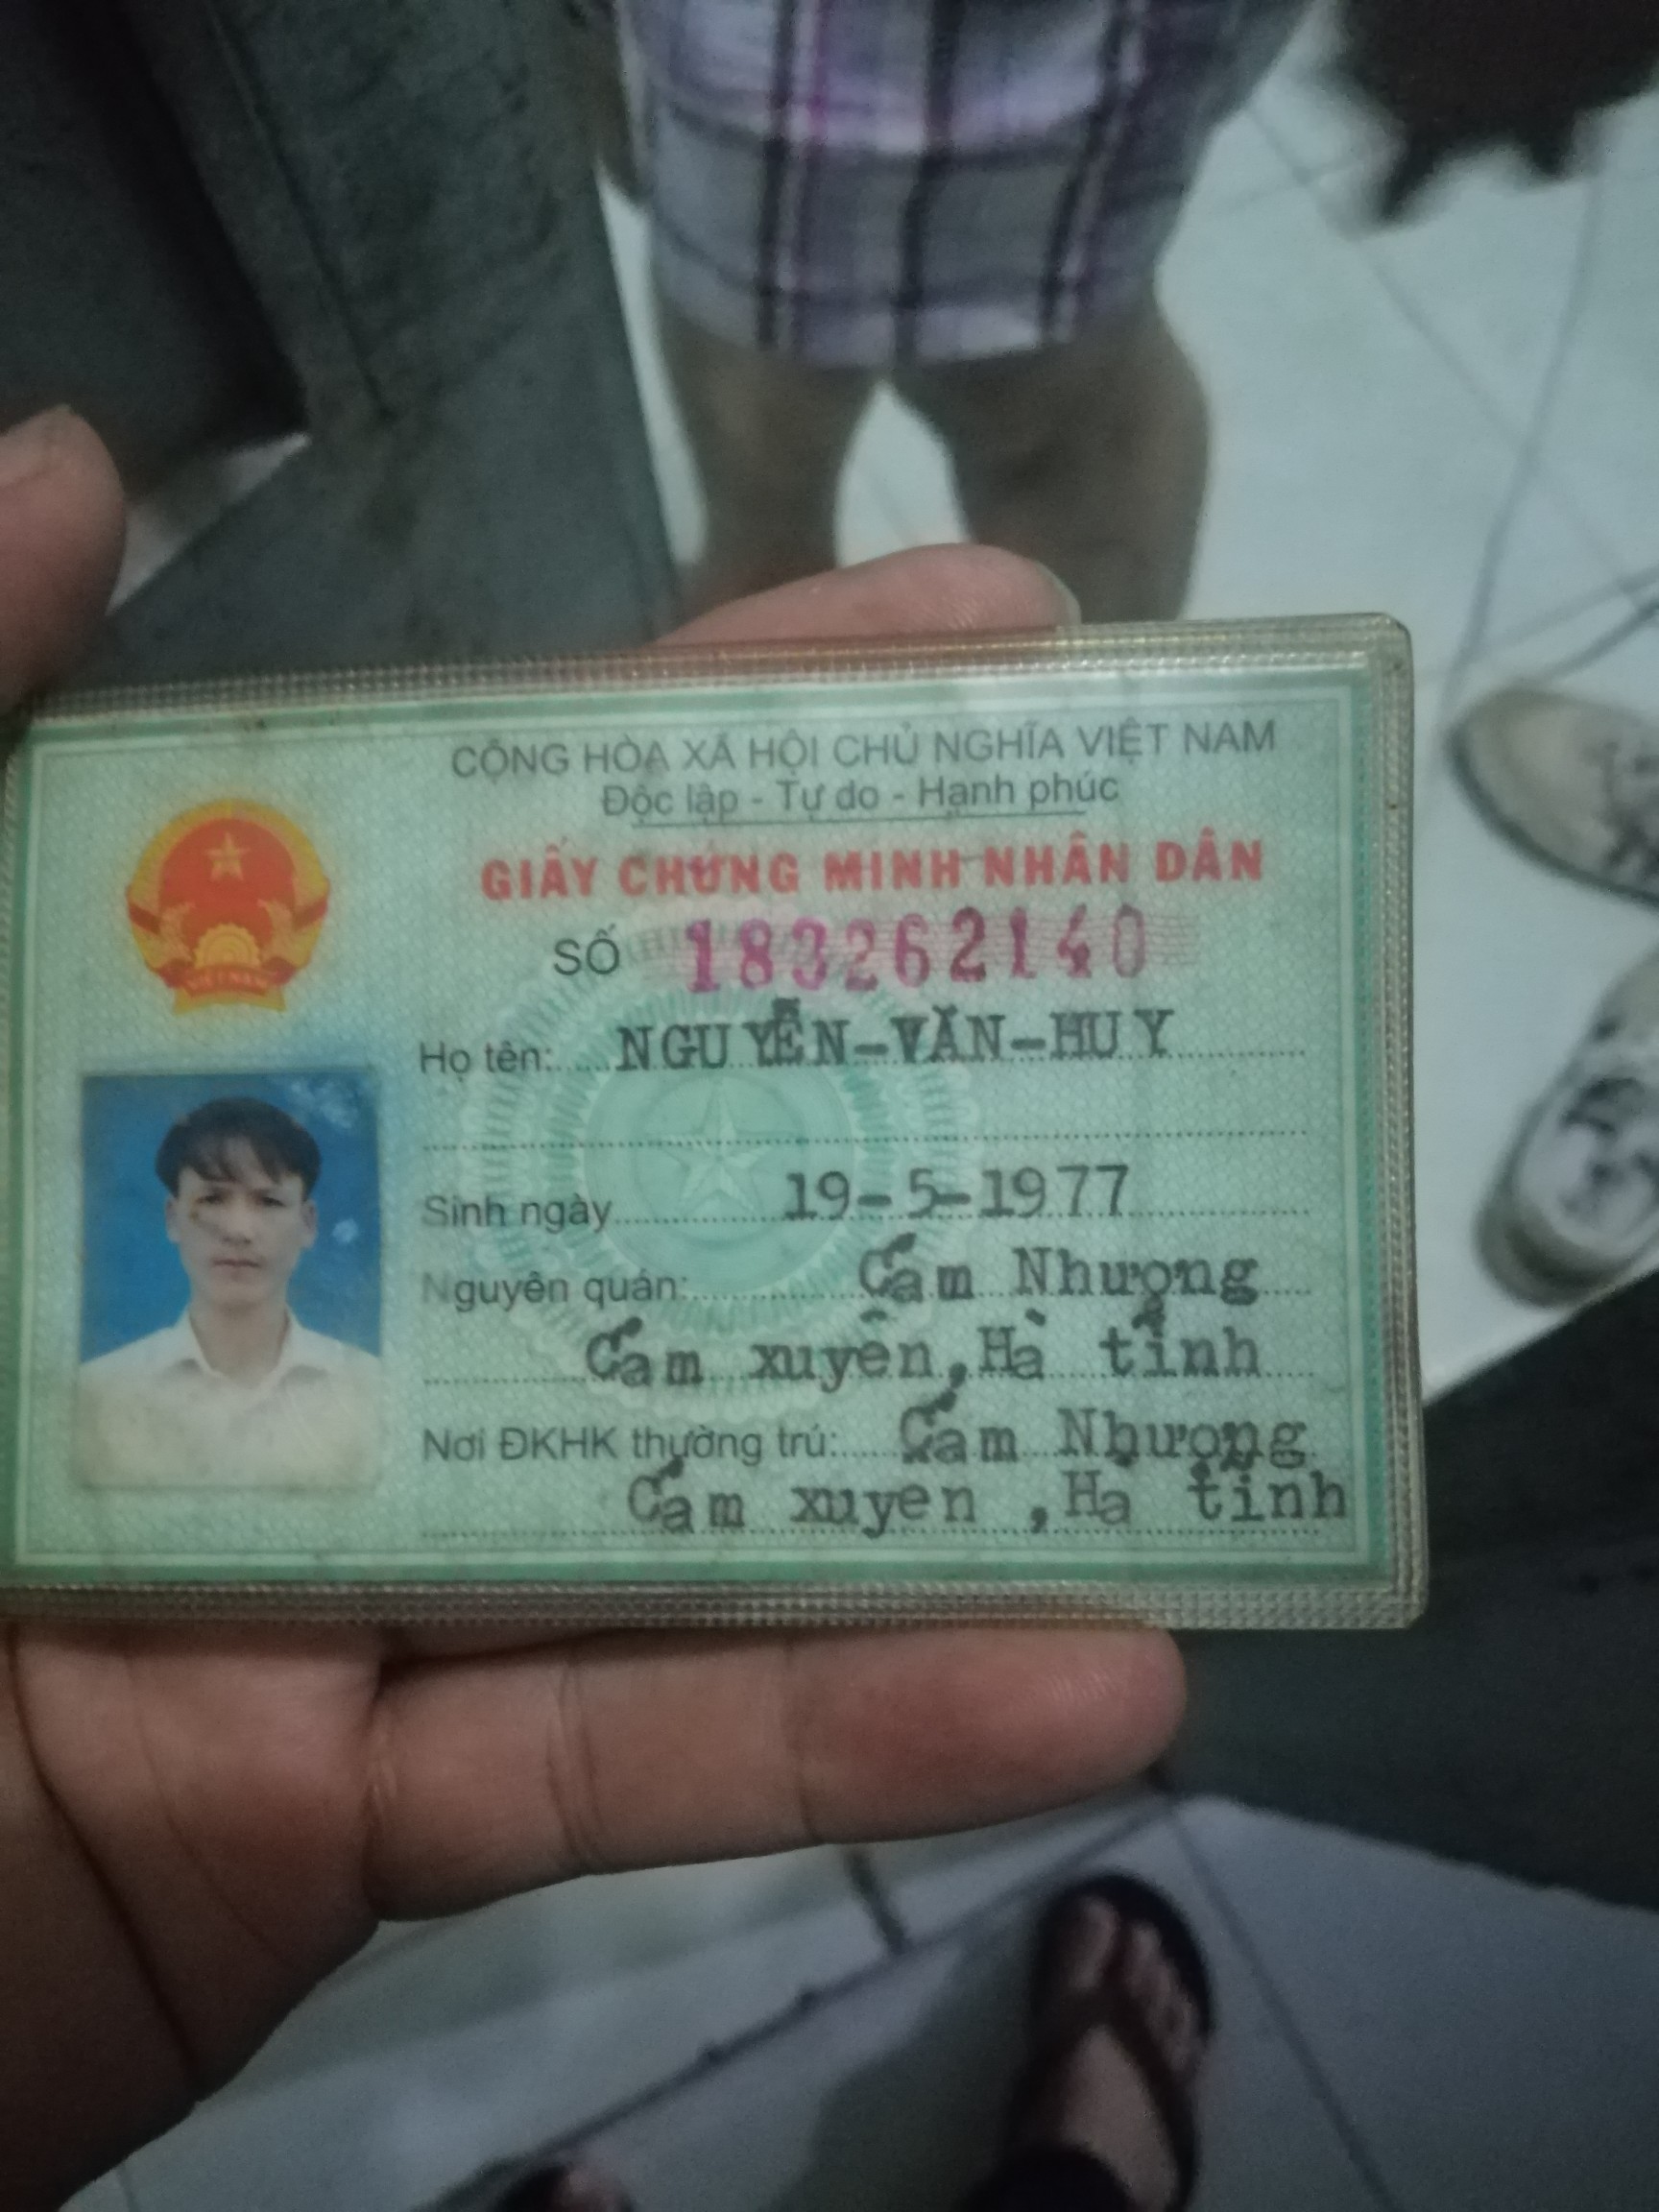 CỘNG HÒA XÃ HỘI CHỦ NGHĨA VIỆT NAM
Độc lập - Tự do - Hạnh phúc
GIẤY CHỨNG MINH NHÂN DÂN
SỐ 183262140
Họ tên: NGUYỄN-VĂN-HUY
Sinh ngày 19-5-1977
Nguyên quán: Cẩm Nhượng
Cẩm xuyên, Hà tĩnh
Nơi ĐKHK thường trú: Cẩm Nhượng
Cẩm xuyen , Hà tĩnh
VIỆT NAM